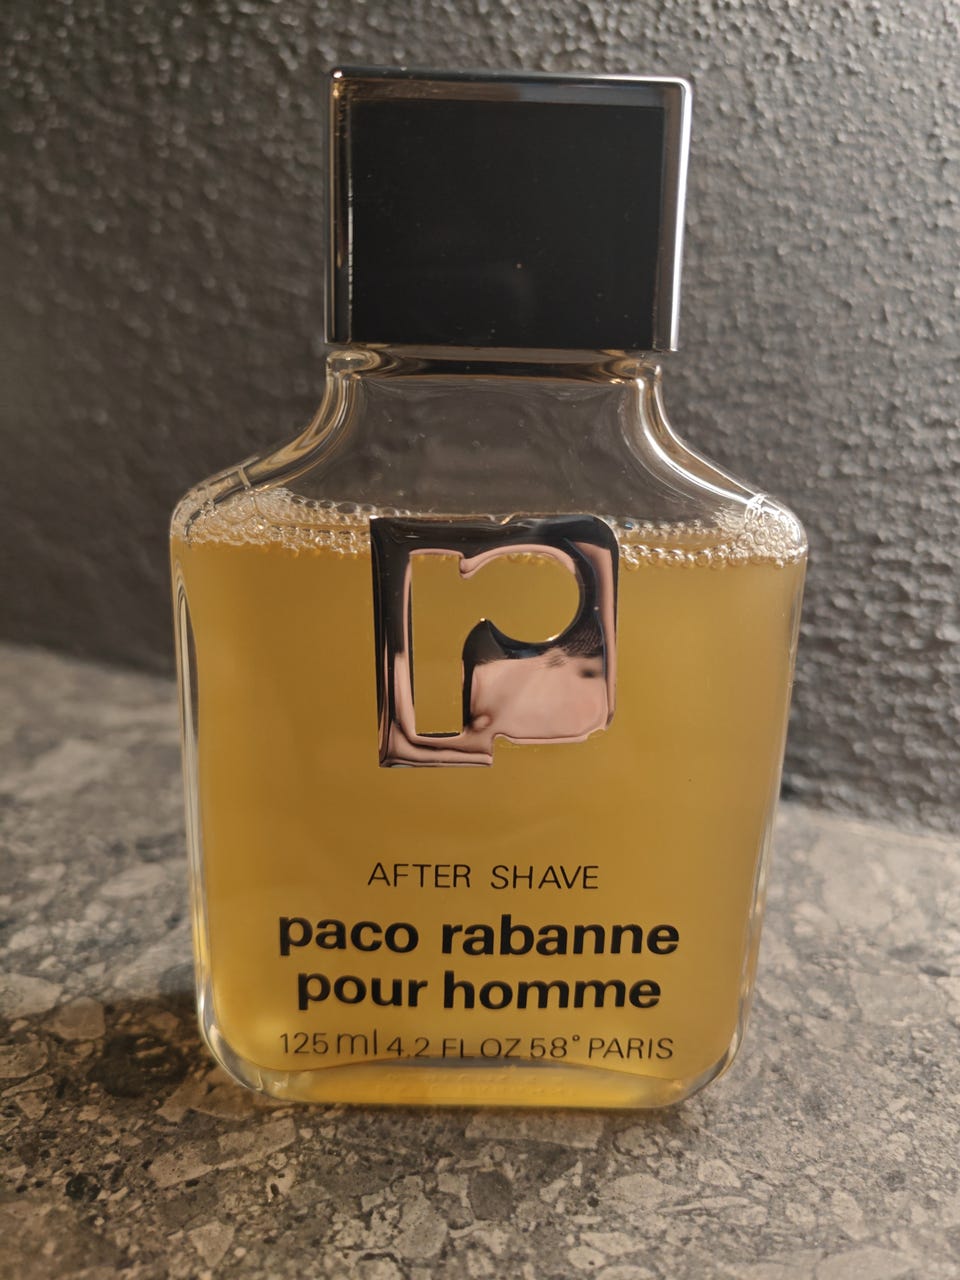 AFTER SHAVE
paco rabanne
pour homme
125 ml 4.2 FL OZ 58° PARIS